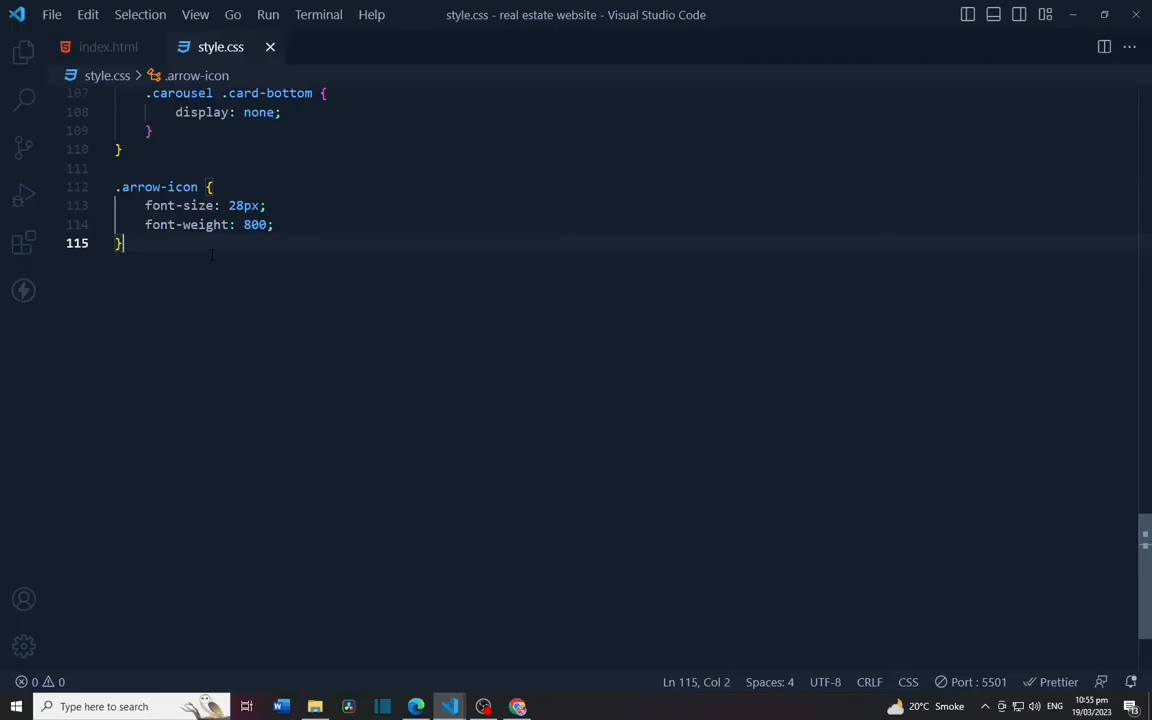 File Edit Selection View Go Run Terminal Help style.css - real estate website - Visual Studio Code
index.html style.css
style.css > .arrow-icon
107 .carousel .card-bottom {
108 display: none;
109 }
110 }
111
112 .arrow-icon {
113 font-size: 28px;
114 font-weight: 800;
115 }
0 0 Ln 115, Col 2 Spaces: 4 UTF-8 CRLF CSS Port : 5501 Prettier
Type here to search 20°C Smoke ENG 10:55 pm
19/03/2023 13